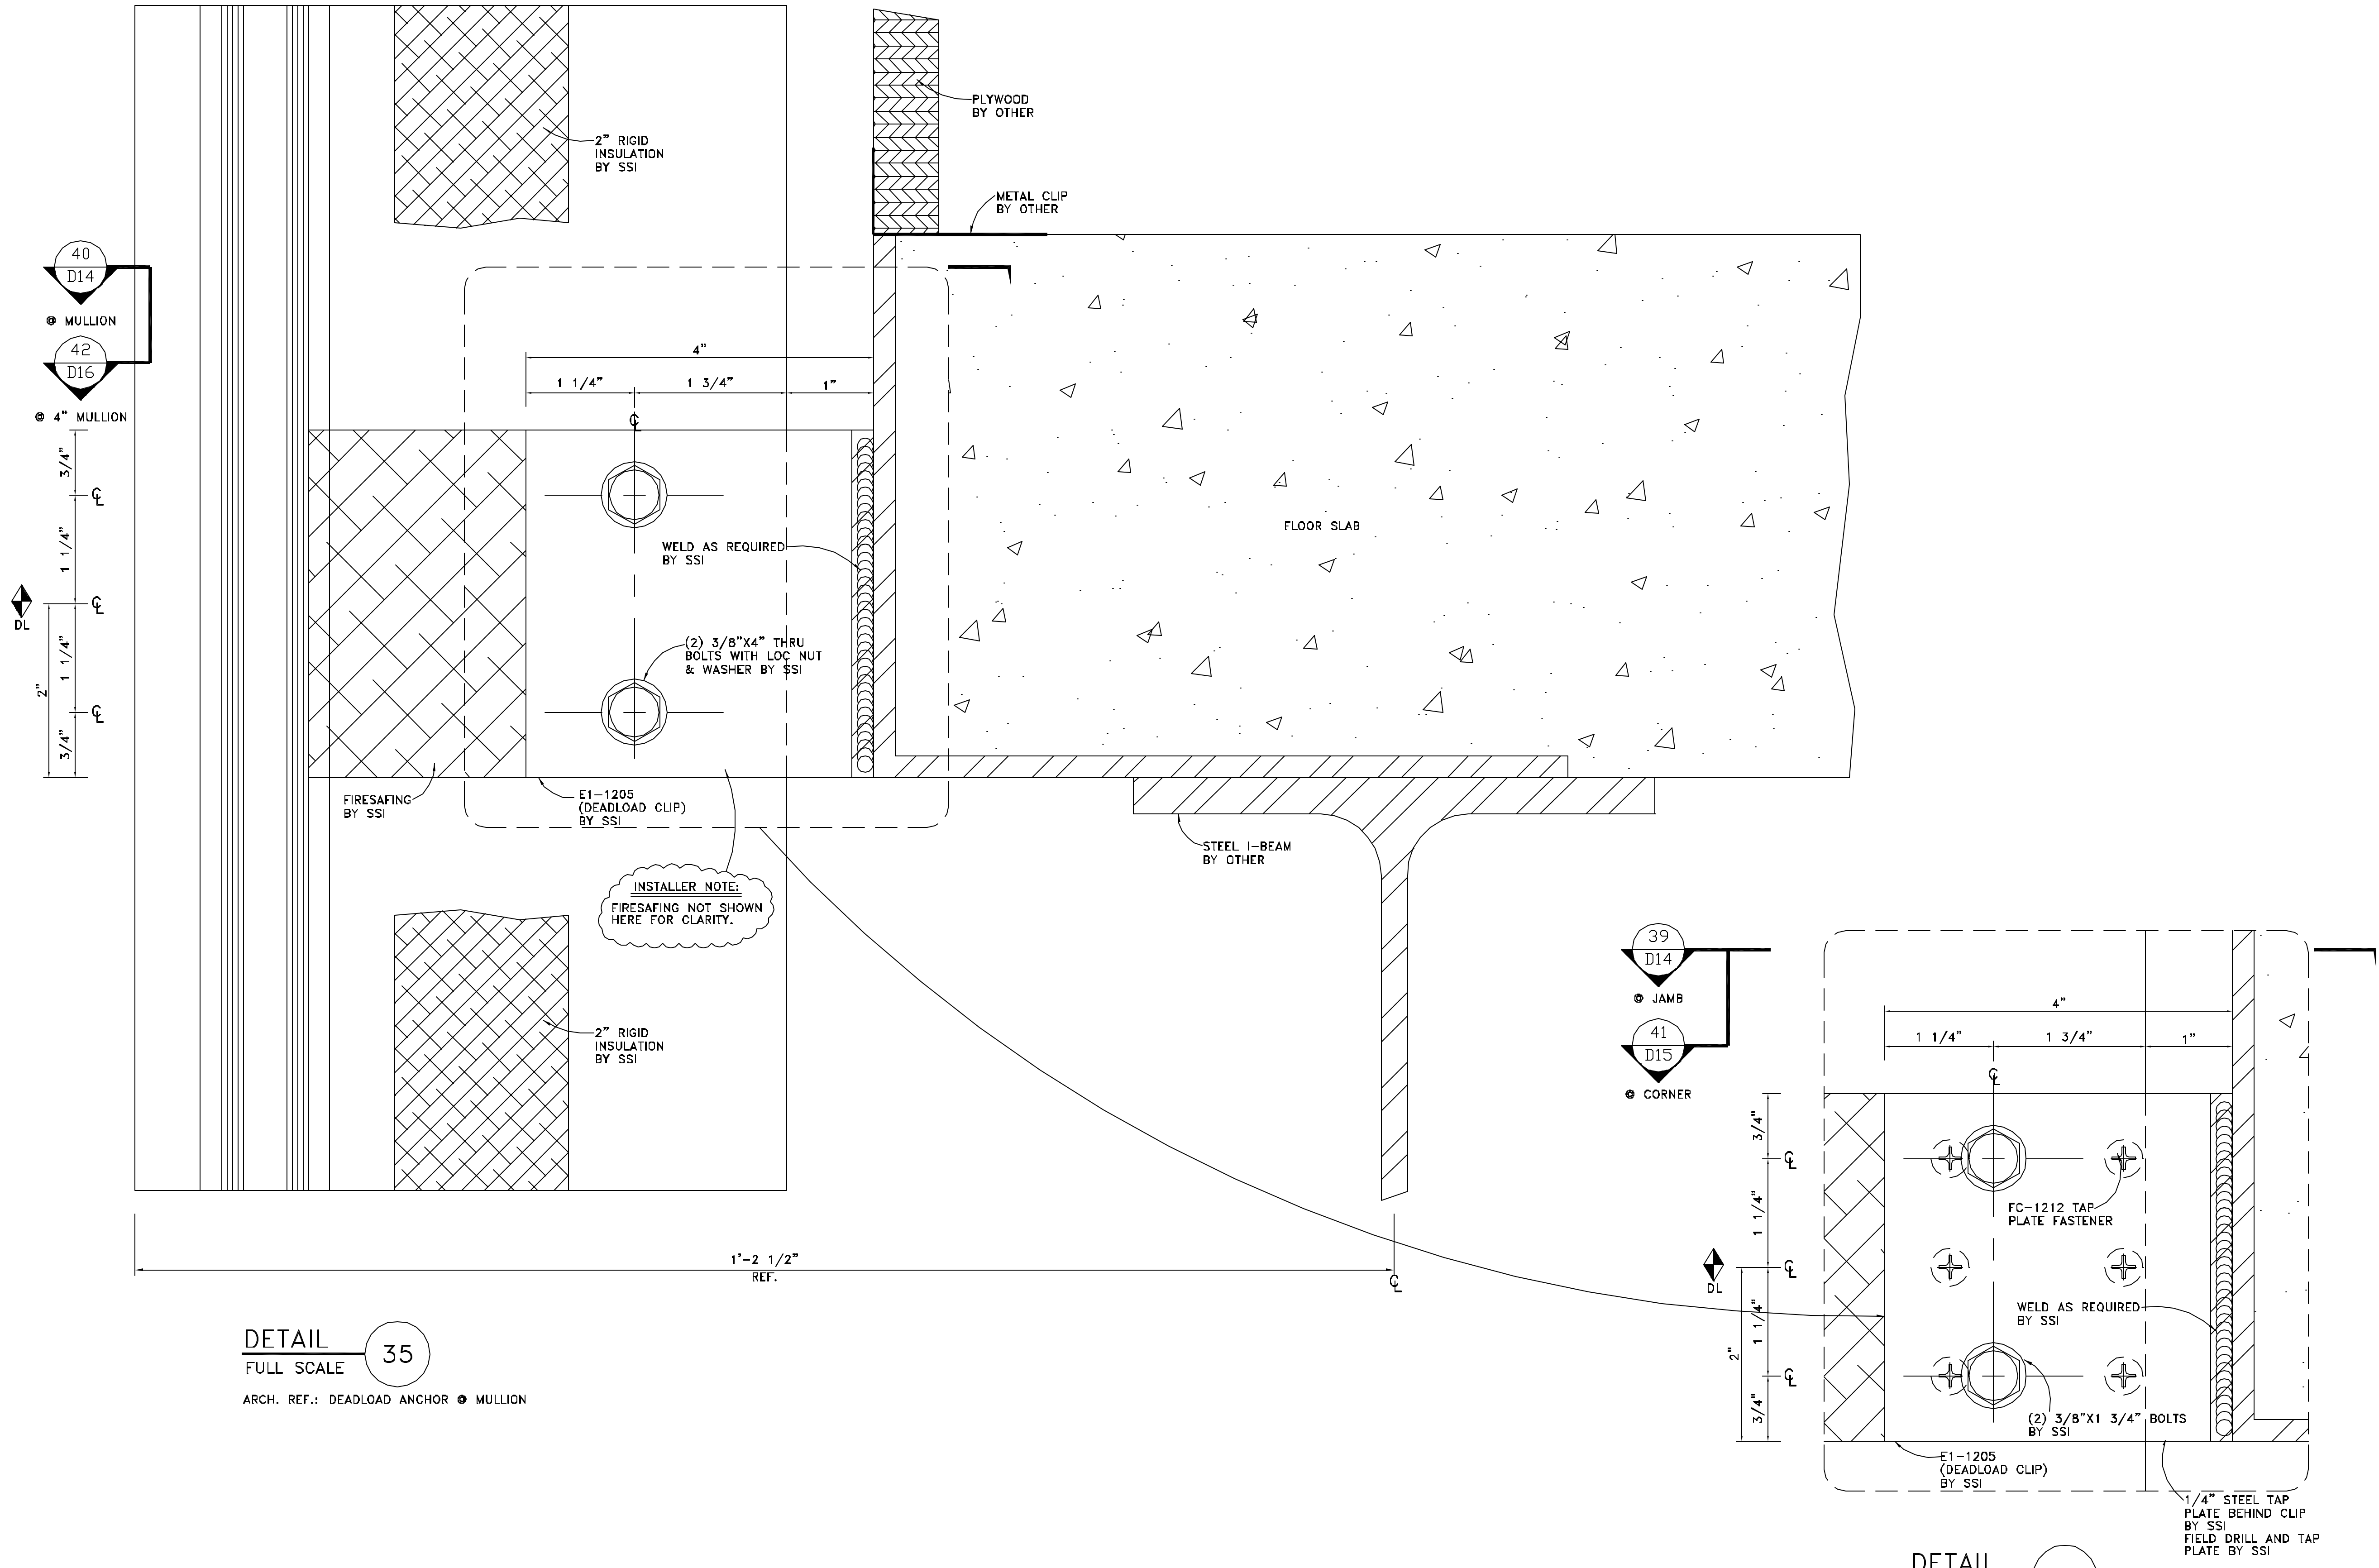 PLYWOOD
BY OTHER
2" RIGID
INSULATION
BY SSI
METAL CLIP
BY OTHER
40
D14
@ MULLION
42
D16
@ 4" MULLION
4"
1 1/4"
1 3/4"
1"
℄
3/4"
℄
1 1/4"
℄
DL
1 1/4"
2"
℄
3/4"
FLOOR SLAB
WELD AS REQUIRED
BY SSI
(2) 3/8"X4" THRU
BOLTS WITH LOC NUT
& WASHER BY SSI
FIRESAFING
BY SSI
E1-1205
(DEADLOAD CLIP)
BY SSI
STEEL I-BEAM
BY OTHER
INSTALLER NOTE:
FIRESAFING NOT SHOWN
HERE FOR CLARITY.
2" RIGID
INSULATION
BY SSI
1'-2 1/2"
REF.
℄
DETAIL
35
FULL SCALE
ARCH. REF.: DEADLOAD ANCHOR @ MULLION
39
D14
@ JAMB
41
D15
@ CORNER
4"
1 1/4"
1 3/4"
1"
℄
3/4"
℄
1 1/4"
℄
DL
1 1/4"
2"
℄
3/4"
FC-1212 TAP
PLATE FASTENER
WELD AS REQUIRED
BY SSI
(2) 3/8"X1 3/4" BOLTS
BY SSI
E1-1205
(DEADLOAD CLIP)
BY SSI
1/4" STEEL TAP
PLATE BEHIND CLIP
BY SSI
FIELD DRILL AND TAP
PLATE BY SSI
DETAIL